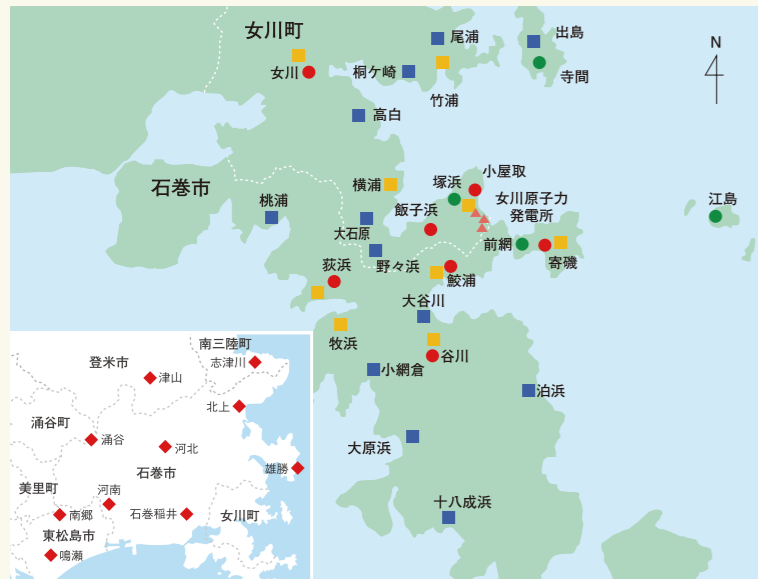 女川町
尾浦
出島
N
女川
桐ケ崎
寺間
竹浦
高白
小屋取
石巻市
横浦
塚浜
桃浦
女川原子力
発電所
江島
飯子浜
大石原
前網
荻浜
野々浜
鮫浦
寄磯
大谷川
牧浜
谷川
小網倉
泊浜
大原浜
十八成浜
南三陸町
登米市
志津川
津山
北上
涌谷町
涌谷
河北
石巻市
雄勝
美里町
河南
南郷
石巻稲井
女川町
東松島市
鳴瀬